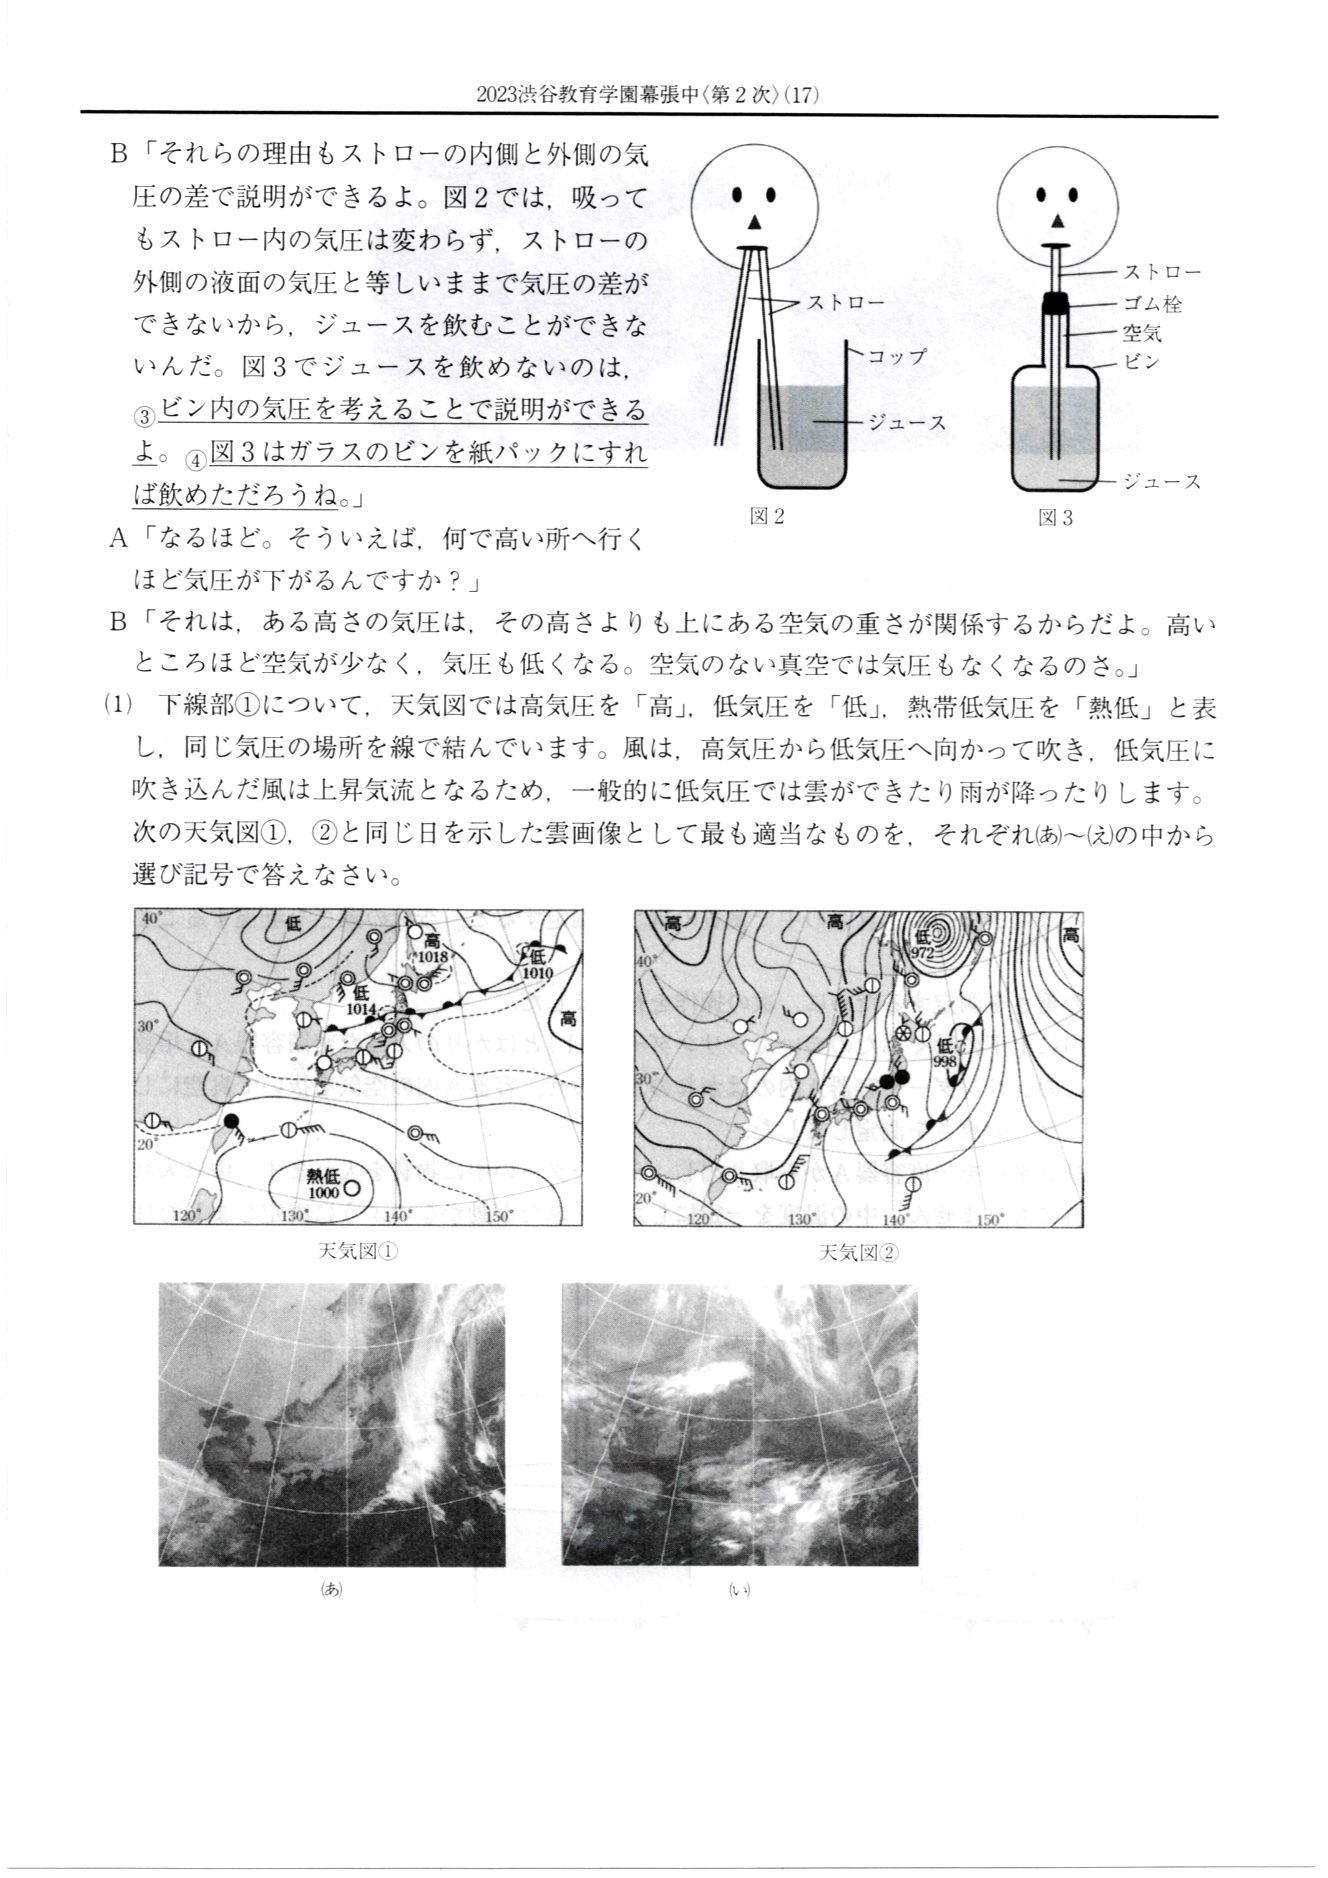 2023渋谷教育学園幕張中〈第2次〉(17)
B「それらの理由もストローの内側と外側の気
圧の差で説明ができるよ。図2では，吸って
もストロー内の気圧は変わらず，ストローの
外側の液面の気圧と等しいままで気圧の差が
できないから，ジュースを飲むことができな
いんだ。図3でジュースを飲めないのは，
③ビン内の気圧を考えることで説明ができる
よ。④図3はガラスのビンを紙パックにすれ
ば飲めただろうね。」
ストロー
コップ
ジュース
図2
ストロー
ゴム栓
空気
ビン
ジュース
図3
A「なるほど。そういえば，何で高い所へ行く
ほど気圧が下がるんですか？」
B「それは，ある高さの気圧は，その高さよりも上にある空気の重さが関係するからだよ。高い
ところほど空気が少なく，気圧も低くなる。空気のない真空では気圧もなくなるのさ。」
(1) 下線部①について，天気図では高気圧を「高」，低気圧を「低」，熱帯低気圧を「熱低」と表
し，同じ気圧の場所を線で結んでいます。風は，高気圧から低気圧へ向かって吹き，低気圧に
吹き込んだ風は上昇気流となるため，一般的に低気圧では雲ができたり雨が降ったりします。
次の天気図①，②と同じ日を示した雲画像として最も適当なものを，それぞれ(あ)～(え)の中から
選び記号で答えなさい。
40°
低
高
1018
低
1010
低
1014
30°
高
20°
熱低
1000
120°
130°
140°
150°
天気図①
高
高
低
972
高
40°
低
998
30°
20°
120°
130°
140°
150°
天気図②
(あ)
(い)